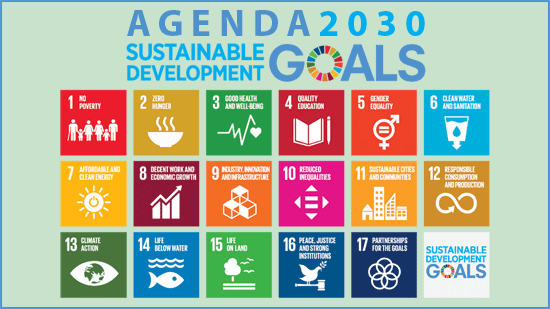 AGENDA 2030
SUSTAINABLE
DEVELOPMENT
GOALS
1 NO
POVERTY
2 ZERO
HUNGER
3 GOOD HEALTH
AND WELL-BEING
4 QUALITY
EDUCATION
5 GENDER
EQUALITY
6 CLEAN WATER
AND SANITATION
7 AFFORDABLE AND
CLEAN ENERGY
8 DECENT WORK AND
ECONOMIC GROWTH
9 INDUSTRY, INNOVATION
AND INFRASTRUCTURE
10 REDUCED
INEQUALITIES
11 SUSTAINABLE CITIES
AND COMMUNITIES
12 RESPONSIBLE
CONSUMPTION
AND PRODUCTION
13 CLIMATE
ACTION
14 LIFE
BELOW WATER
15 LIFE
ON LAND
16 PEACE, JUSTICE
AND STRONG
INSTITUTIONS
17 PARTNERSHIPS
FOR THE GOALS
SUSTAINABLE
DEVELOPMENT
GOALS